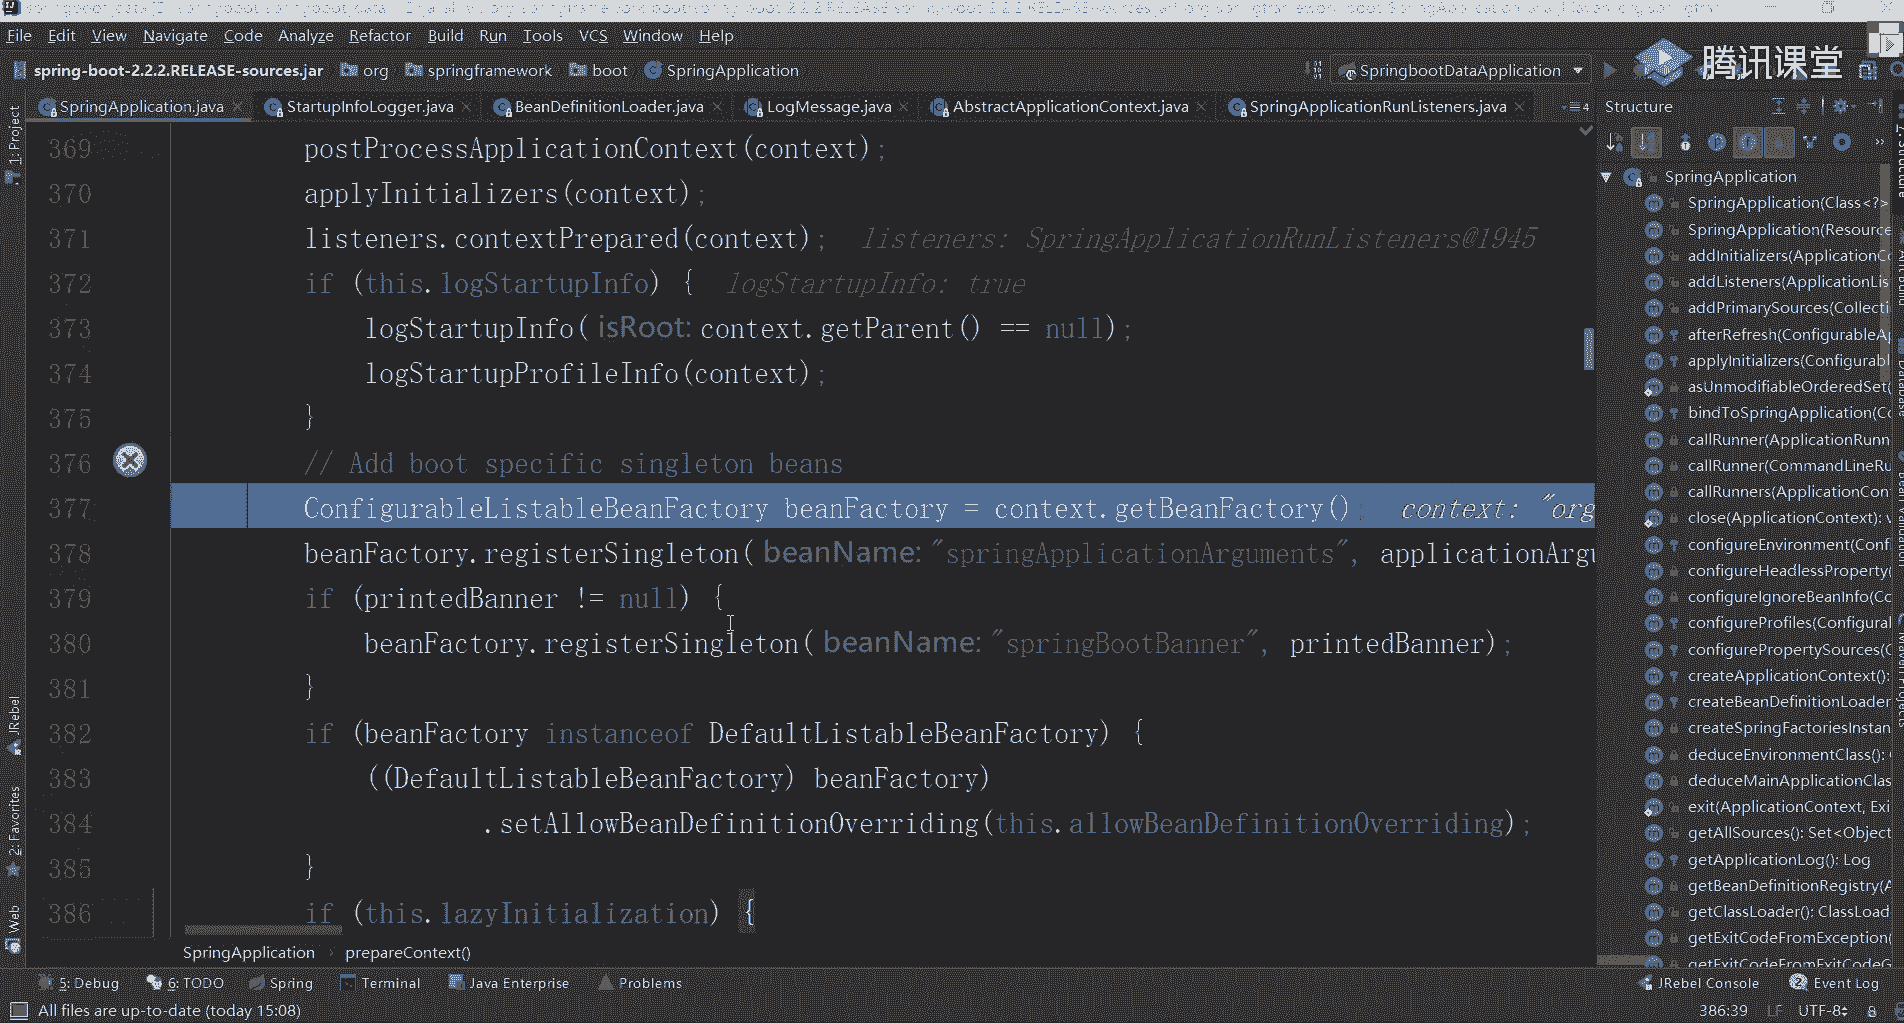 File Edit View Navigate Code Analyze Refactor Build Run Tools VCS Window Help
spring-boot-2.2.2.RELEASE-sources.jar org springframework boot SpringApplication SpringbootDataApplication
腾讯课堂
SpringApplication.java StartupInfoLogger.java BeanDefinitionLoader.java LogMessage.java AbstractApplicationContext.java SpringApplicationRunListeners.java 4 Structure
369 postProcessApplicationContext(context);
370 applyInitializers(context);
371 listeners.contextPrepared(context); listeners: SpringApplicationRunListeners@1945
372 if (this.logStartupInfo) { logStartupInfo: true
373 logStartupInfo( isRoot: context.getParent() == null);
374 logStartupProfileInfo(context);
375 }
376 // Add boot specific singleton beans
377 ConfigurableListableBeanFactory beanFactory = context.getBeanFactory(); context: "org
378 beanFactory.registerSingleton( beanName: "springApplicationArguments", applicationArgu
379 if (printedBanner != null) {
380 beanFactory.registerSingleton( beanName: "springBootBanner", printedBanner);
381 }
382 if (beanFactory instanceof DefaultListableBeanFactory) {
383 ((DefaultListableBeanFactory) beanFactory)
384 .setAllowBeanDefinitionOverriding(this.allowBeanDefinitionOverriding);
385 }
386 if (this.lazyInitialization) {
SpringApplication › prepareContext()
SpringApplication
SpringApplication(Class<?>
SpringApplication(Resource
addInitializers(ApplicationCo
addListeners(ApplicationLis
addPrimarySources(Collecti
afterRefresh(ConfigurableA
applyInitializers(Configurabl
asUnmodifiableOrderedSet(
bindToSpringApplication(Co
callRunner(ApplicationRunn
callRunner(CommandLineRu
callRunners(ApplicationCon
close(ApplicationContext): v
configureEnvironment(Conf
configureHeadlessProperty(
configureIgnoreBeanInfo(Co
configureProfiles(Configural
configurePropertySources(C
createApplicationContext():
createBeanDefinitionLoader
createSpringFactoriesInstan
deduceEnvironmentClass():
deduceMainApplicationClas
exit(ApplicationContext, Exi
getAllSources(): Set<Object
getApplicationLog(): Log
getBeanDefinitionRegistry(A
getClassLoader(): ClassLoad
getExitCodeFromException(
getExitCodeFromExitCodeG
1: Project
JRebel
2: Favorites
Web
5: Debug 6: TODO Spring Terminal Java Enterprise Problems JRebel Console Event Log
All files are up-to-date (today 15:08) 386:39 LF UTF-8